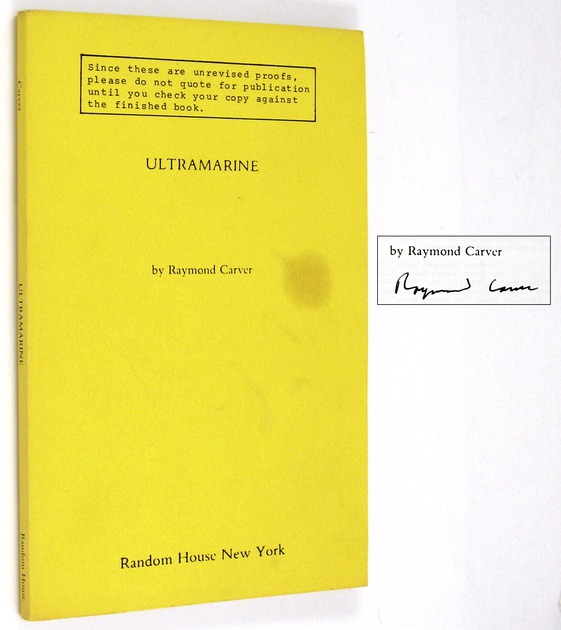 Since these are unrevised proofs,
please do not quote for publication
until you check your copy against
the finished book.
ULTRAMARINE
by Raymond Carver
Random House New York
Carver
ULTRAMARINE
Random House
by Raymond Carver
Raymond Carver